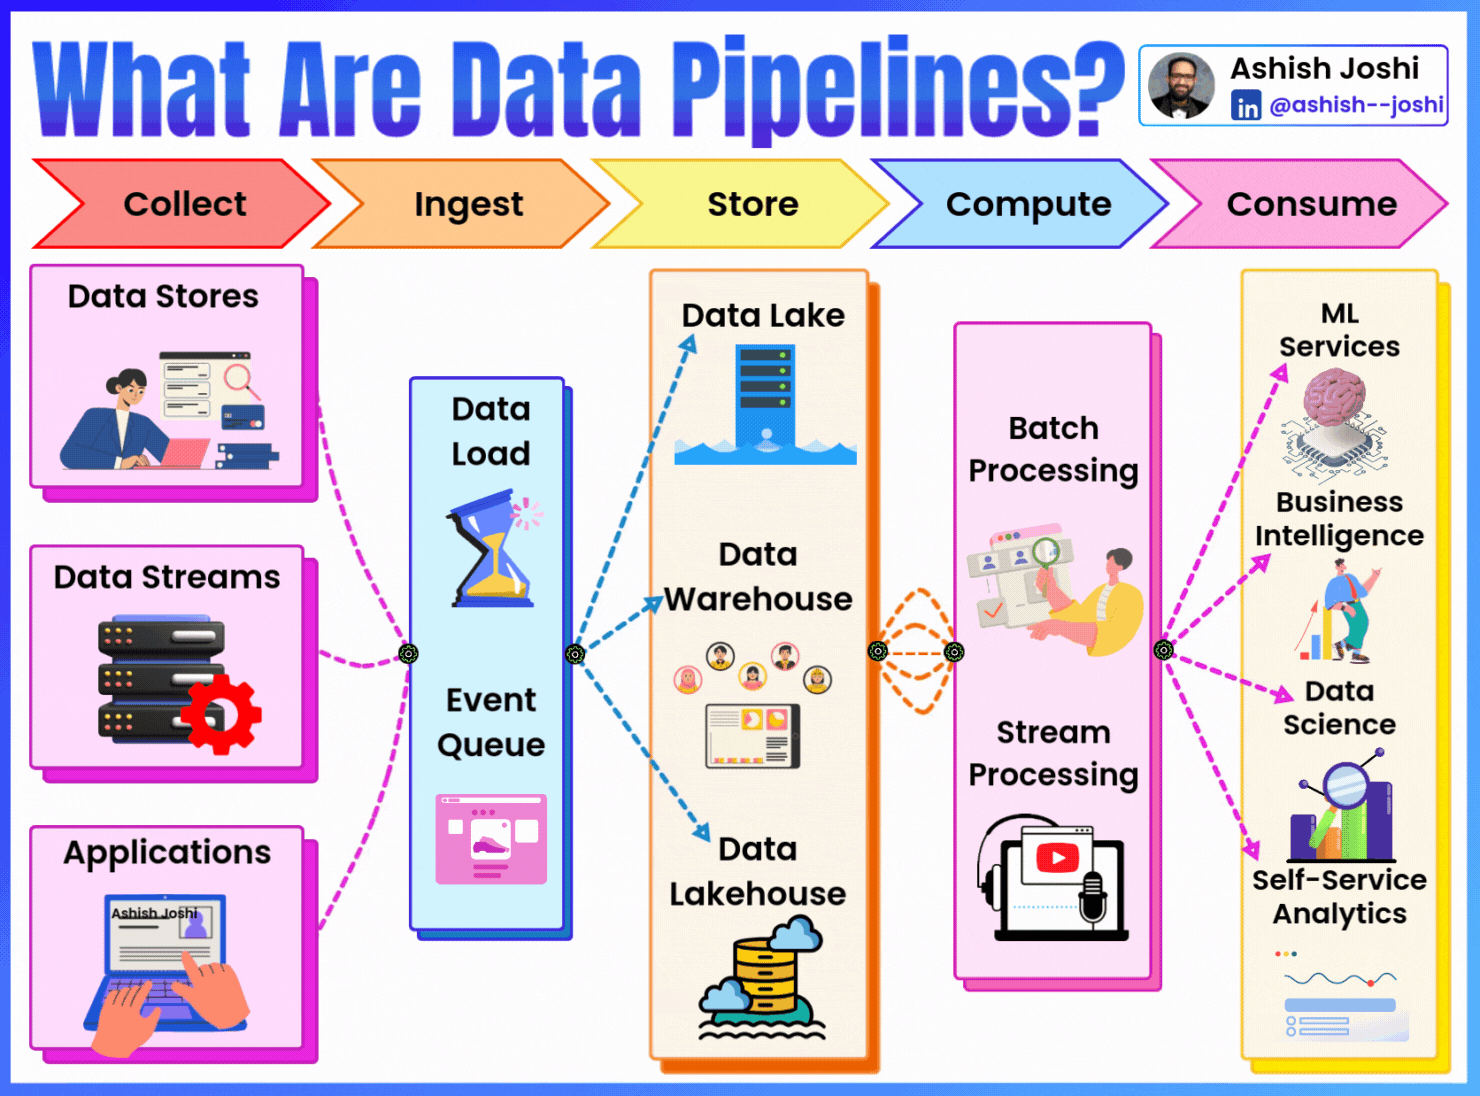 What Are Data Pipelines?
Ashish Joshi
in @ashish--joshi
Collect
Ingest
Store
Compute
Consume
Data Stores
Data Streams
Applications
Ashish Joshi
Data
Load
Event
Queue
Data Lake
Data
Warehouse
Data
Lakehouse
Batch
Processing
Stream
Processing
ML
Services
Business
Intelligence
Data
Science
Self-Service
Analytics